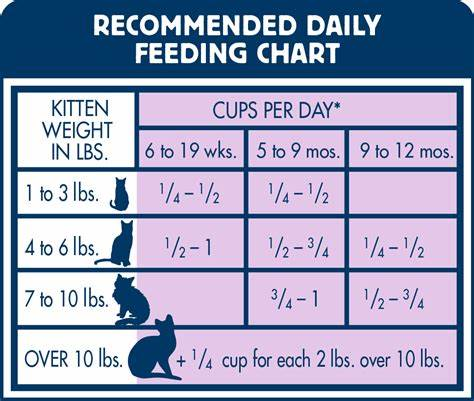 RECOMMENDED DAILY
FEEDING CHART
KITTEN
WEIGHT
IN LBS.
CUPS PER DAY*
6 to 19 wks. 5 to 9 mos. 9 to 12 mos.
1 to 3 lbs. 1/4 – 1/2 1/4 – 1/2
4 to 6 lbs. 1/2 – 1 1/2 – 3/4 1/4 – 1/2
7 to 10 lbs. 3/4 – 1 1/2 – 3/4
OVER 10 lbs. + 1/4 cup for each 2 lbs. over 10 lbs.